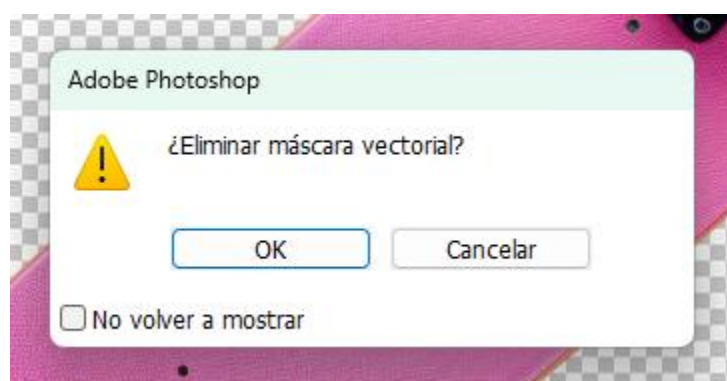 Adobe Photoshop
¿Eliminar máscara vectorial?
OK
Cancelar
No volver a mostrar